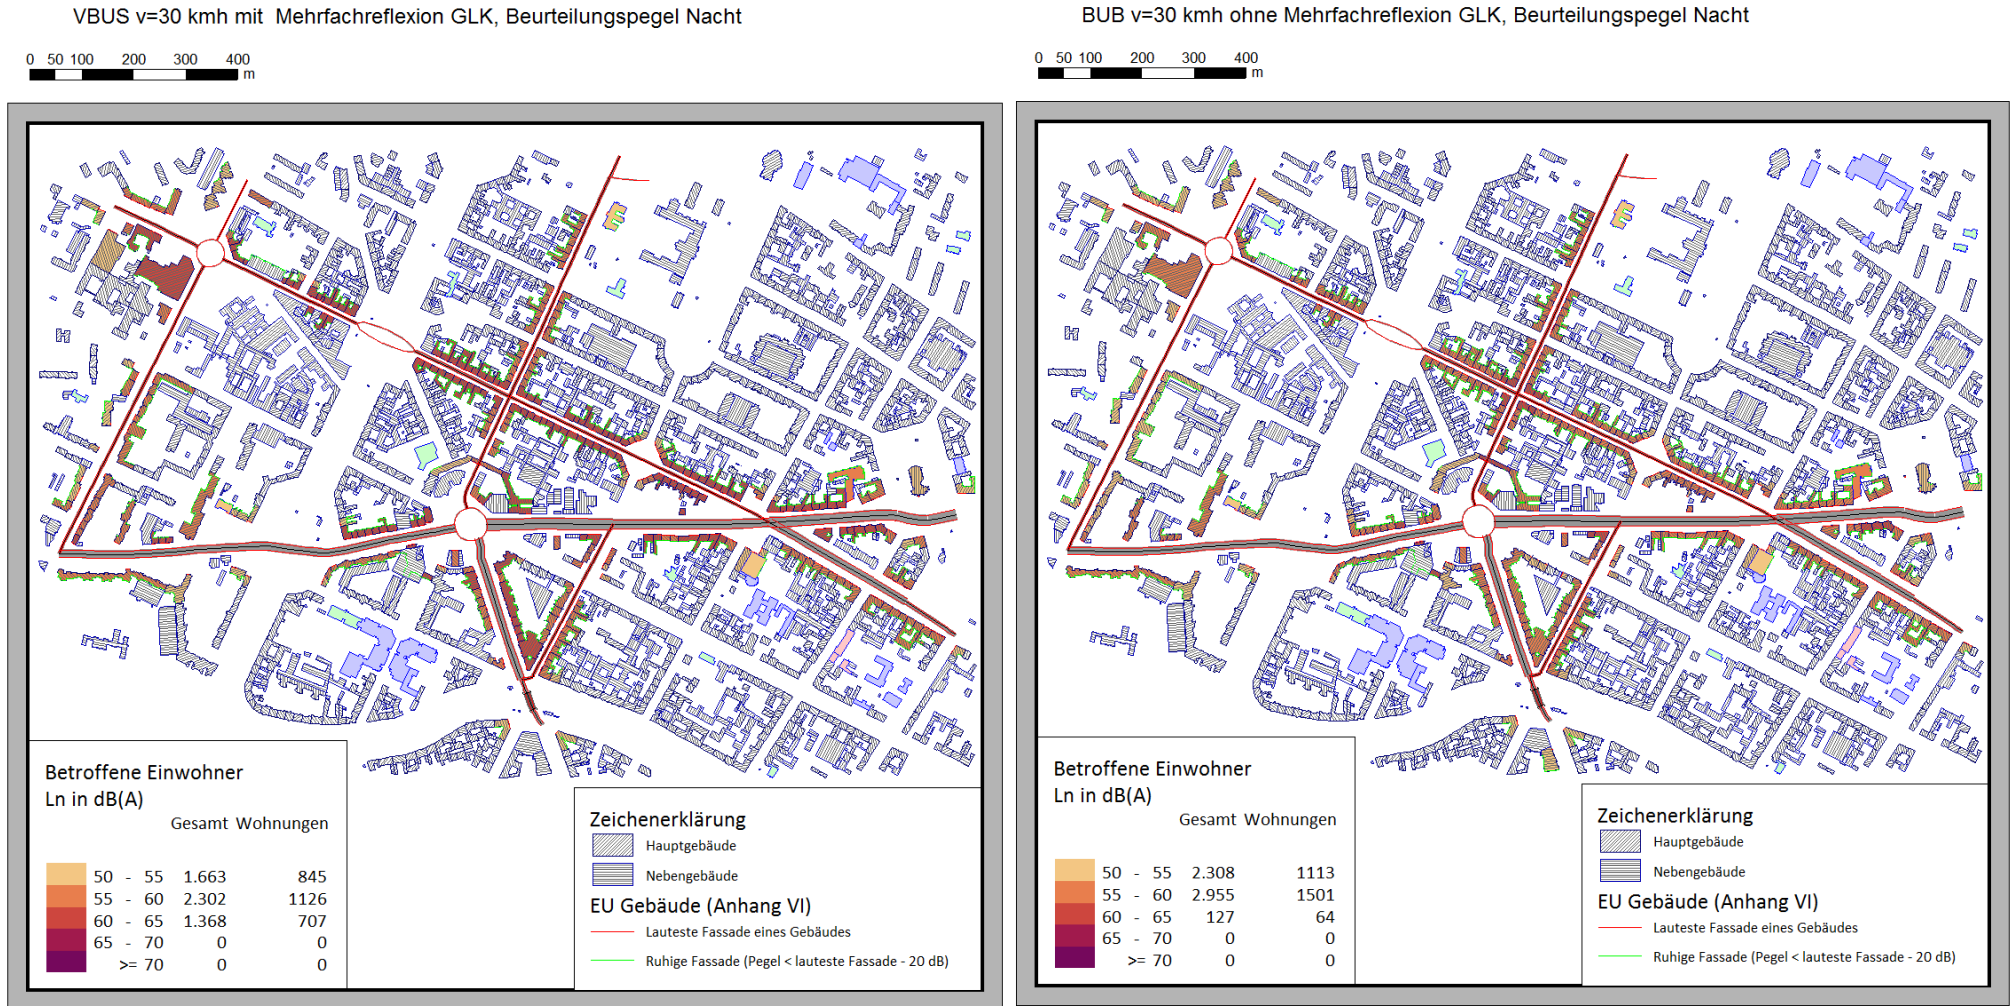 VBUS v=30 kmh mit  Mehrfachreflexion GLK, Beurteilungspegel Nacht
0 50 100 200 300 400
m
Betroffene Einwohner
Ln in dB(A)
Gesamt Wohnungen
50 - 55 1.663 845
55 - 60 2.302 1126
60 - 65 1.368 707
65 - 70 0 0
>= 70 0 0
Zeichenerklärung
Hauptgebäude
Nebengebäude
EU Gebäude (Anhang VI)
Lauteste Fassade eines Gebäudes
Ruhige Fassade (Pegel < lauteste Fassade - 20 dB)
BUB v=30 kmh ohne Mehrfachreflexion GLK, Beurteilungspegel Nacht
0 50 100 200 300 400
m
Betroffene Einwohner
Ln in dB(A)
Gesamt Wohnungen
50 - 55 2.308 1113
55 - 60 2.955 1501
60 - 65 127 64
65 - 70 0 0
>= 70 0 0
Zeichenerklärung
Hauptgebäude
Nebengebäude
EU Gebäude (Anhang VI)
Lauteste Fassade eines Gebäudes
Ruhige Fassade (Pegel < lauteste Fassade - 20 dB)